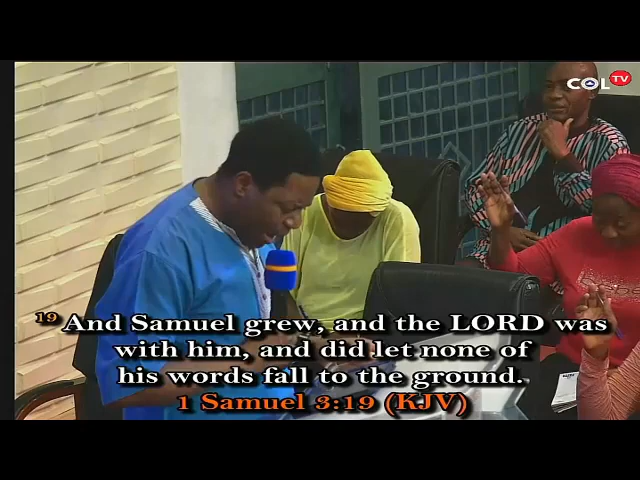 COL TV
19 And Samuel grew, and the LORD was
with him, and did let none of
his words fall to the ground.
1 Samuel 3:19 (KJV)